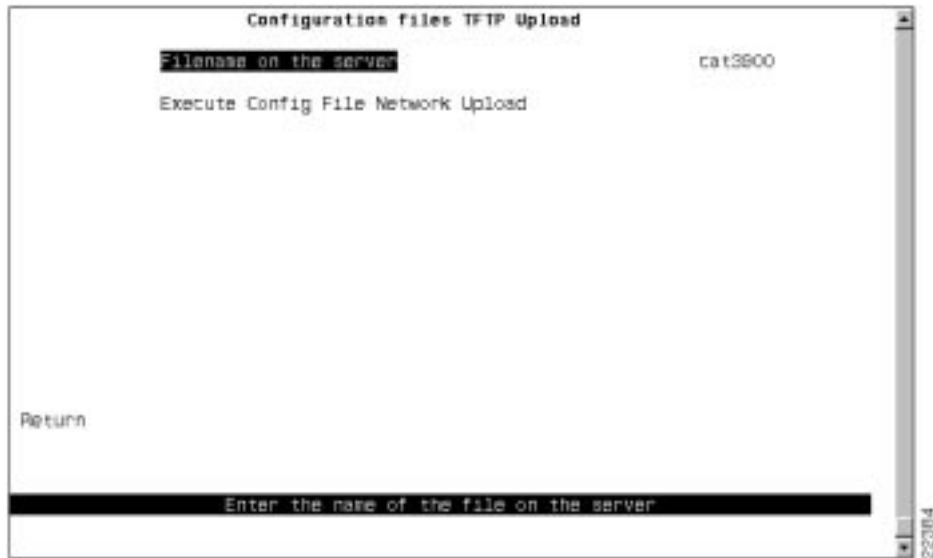 Configuration files TFTP Upload
Filename on the server cat3900
Execute Config File Network Upload
Return
Enter the name of the file on the server
22384